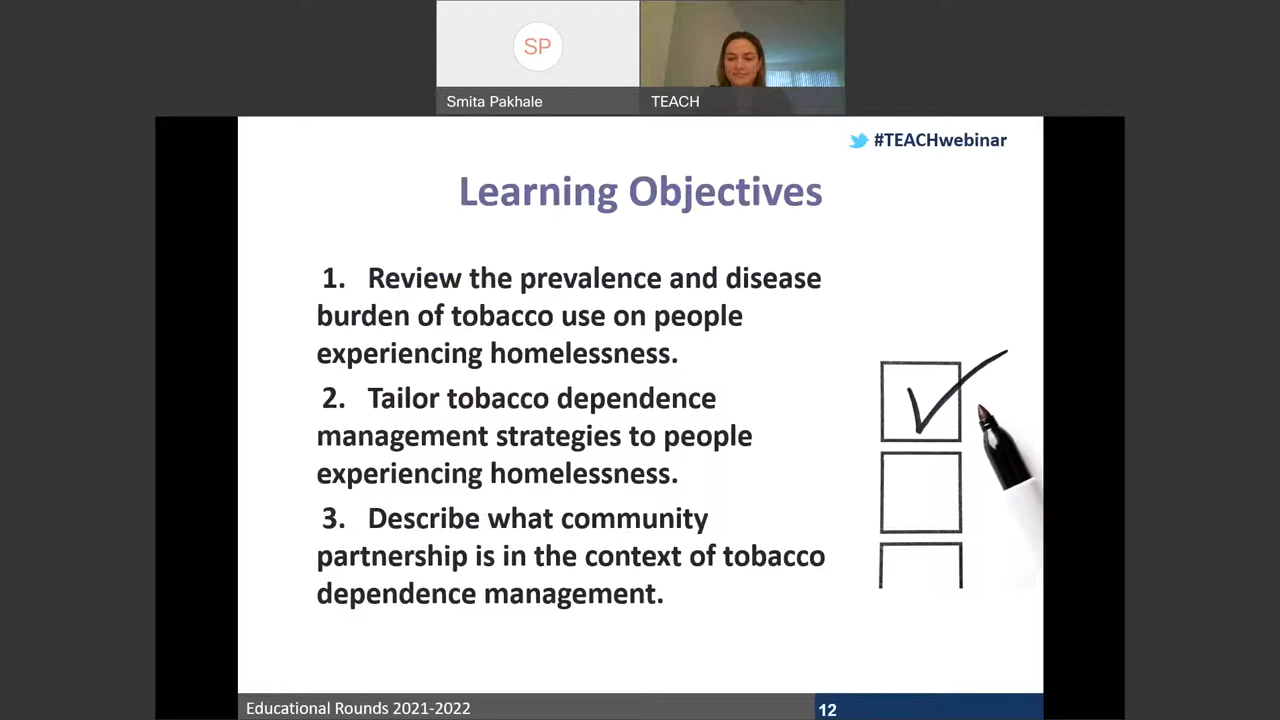 SP
Smita Pakhale
TEACH
#TEACHwebinar
Learning Objectives
1. Review the prevalence and disease
burden of tobacco use on people
experiencing homelessness.
2. Tailor tobacco dependence
management strategies to people
experiencing homelessness.
3. Describe what community
partnership is in the context of tobacco
dependence management.
Educational Rounds 2021-2022
12